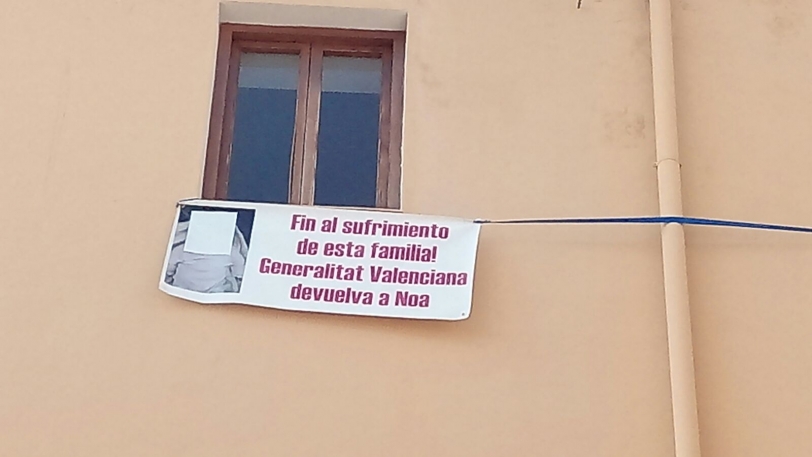 Fin al sufrimiento
de esta familia!
Generalitat Valenciana
devuelva a Noa